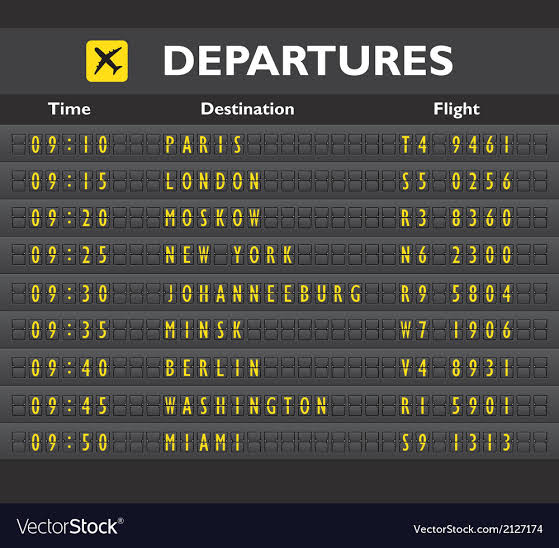 DEPARTURES
Time Destination Flight
09:10 PARIS T4 9461
09:15 LONDON S5 0256
09:20 MOSKOW R3 8360
09:25 NEW YORK N6 2300
09:30 JOHANNEEBURG R9 5804
09:35 MINSK W7 1906
09:40 BERLIN V4 8931
09:45 WASHINGTON R1 5901
09:50 MIAMI S9 1313
VectorStock® VectorStock.com/2127174